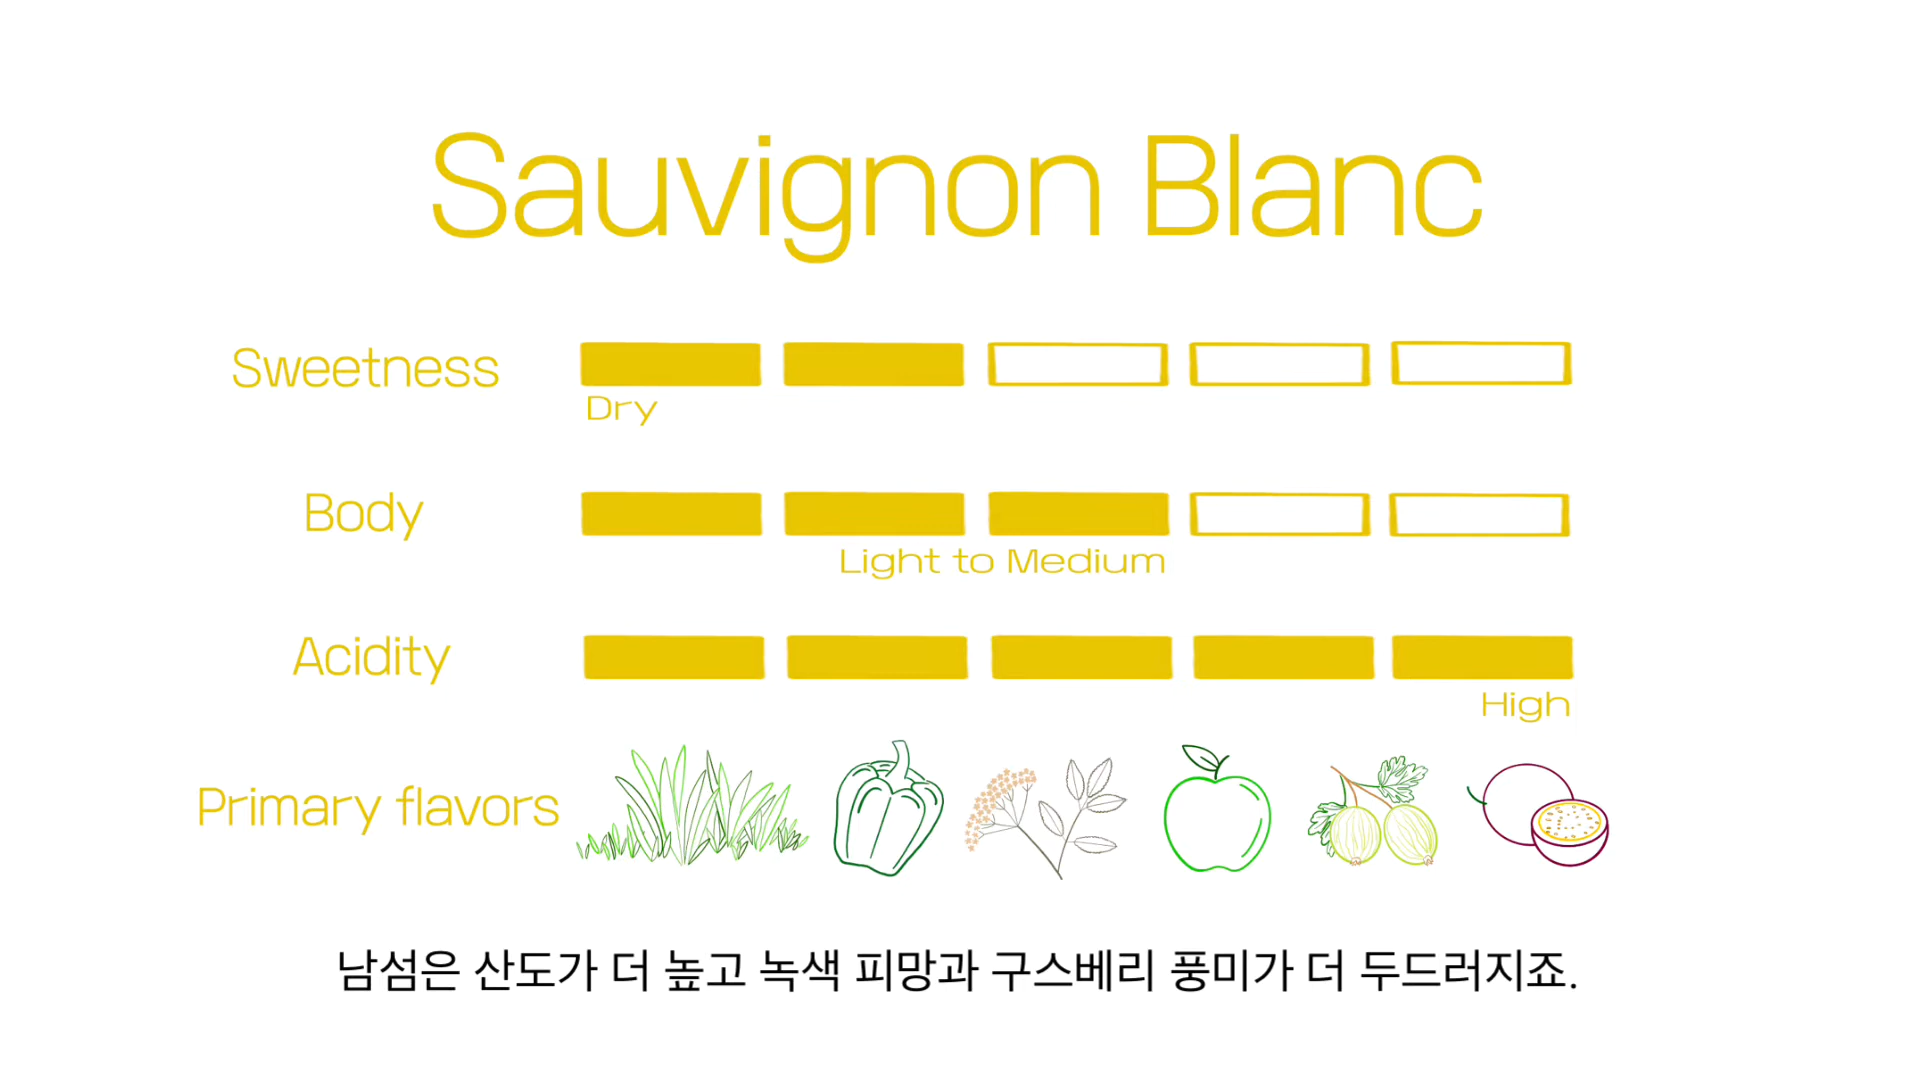 Sauvignon Blanc
Sweetness
Dry
Body
Light to Medium
Acidity
High
Primary flavors
남섬은 산도가 더 높고 녹색 피망과 구스베리 풍미가 더 두드러지죠.